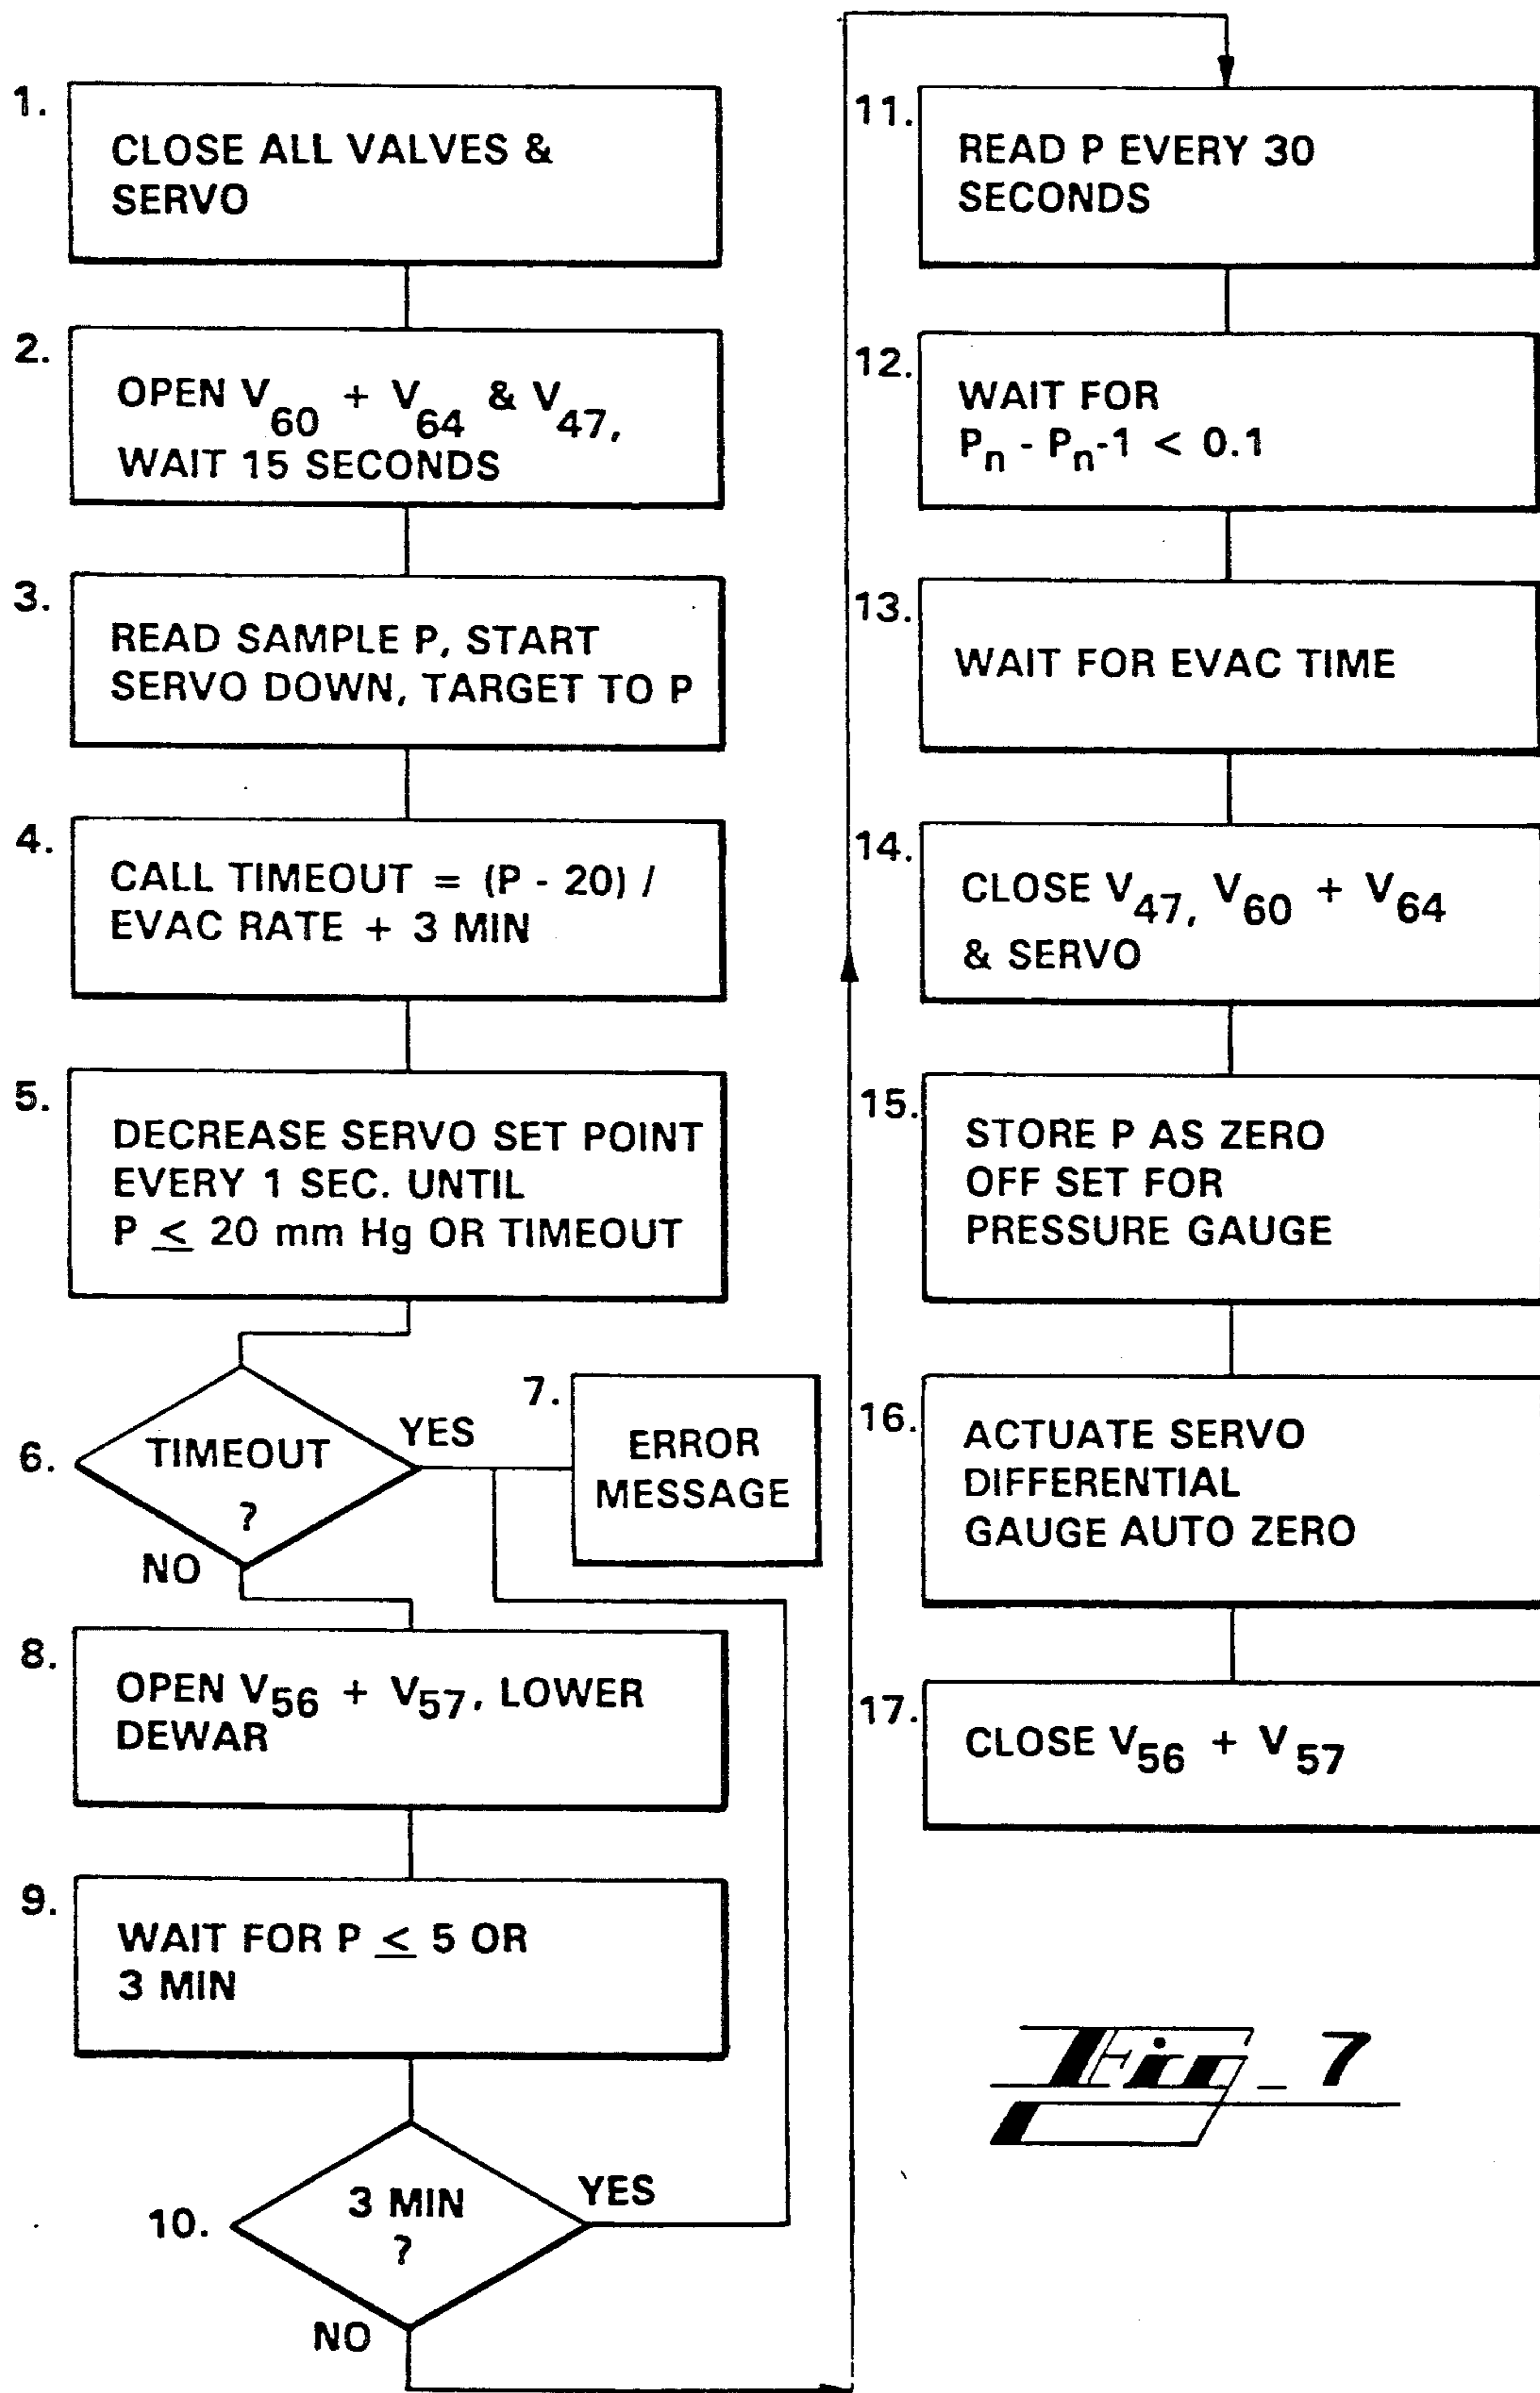 1.
CLOSE ALL VALVES &
SERVO
2.
OPEN V60 + V64 & V47,
WAIT 15 SECONDS
3.
READ SAMPLE P, START
SERVO DOWN, TARGET TO P
4.
CALL TIMEOUT = (P - 20) /
EVAC RATE + 3 MIN
5.
DECREASE SERVO SET POINT
EVERY 1 SEC. UNTIL
P ≤ 20 mm Hg OR TIMEOUT
6.
TIMEOUT
?
YES
NO
7.
ERROR
MESSAGE
8.
OPEN V56 + V57, LOWER
DEWAR
9.
WAIT FOR P ≤ 5 OR
3 MIN
10.
3 MIN
?
YES
NO
11.
READ P EVERY 30
SECONDS
12.
WAIT FOR
Pn - Pn-1 < 0.1
13.
WAIT FOR EVAC TIME
14.
CLOSE V47, V60 + V64
& SERVO
15.
STORE P AS ZERO
OFF SET FOR
PRESSURE GAUGE
16.
ACTUATE SERVO
DIFFERENTIAL
GAUGE AUTO ZERO
17.
CLOSE V56 + V57
Fig_7